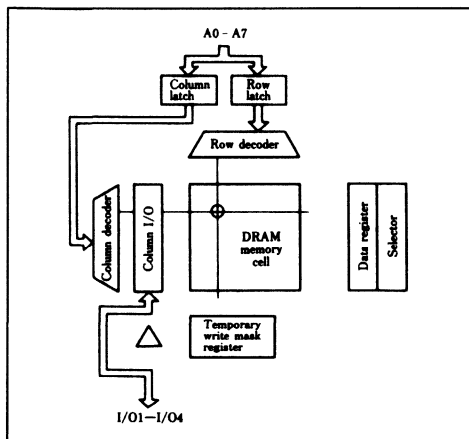 A0 - A7
Column
latch
Row
latch
Row decoder
Column decoder
Column I/O
DRAM
memory
cell
Data register
Selector
Temporary
write mask
register
I/O1—I/O4